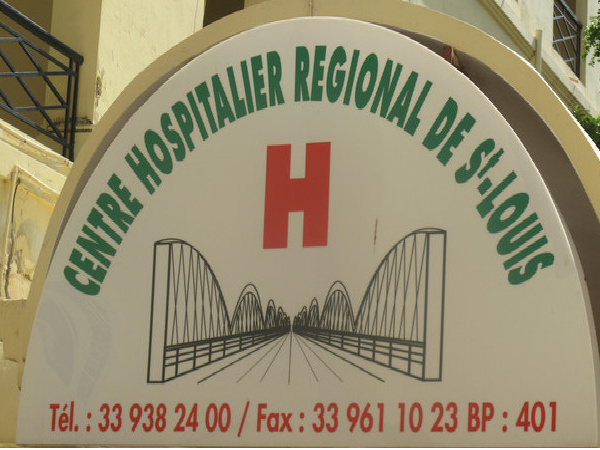 CENTRE HOSPITALIER REGIONAL DE St.LOUIS
H
Tél. : 33 938 24 00 / Fax : 33 961 10 23 BP : 401